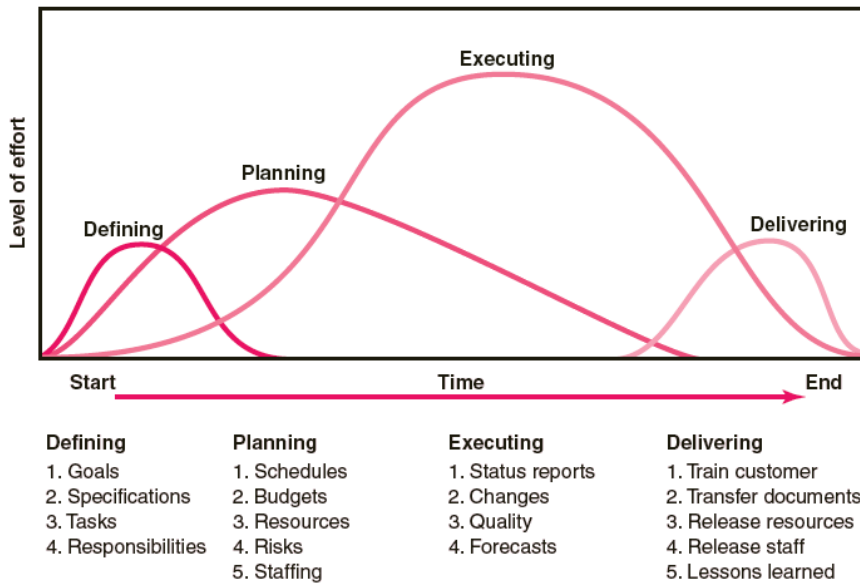 Level of effort
Executing
Planning
Defining
Delivering
Start
Time
End
Defining
1. Goals
2. Specifications
3. Tasks
4. Responsibilities
Planning
1. Schedules
2. Budgets
3. Resources
4. Risks
5. Staffing
Executing
1. Status reports
2. Changes
3. Quality
4. Forecasts
Delivering
1. Train customer
2. Transfer documents
3. Release resources
4. Release staff
5. Lessons learned